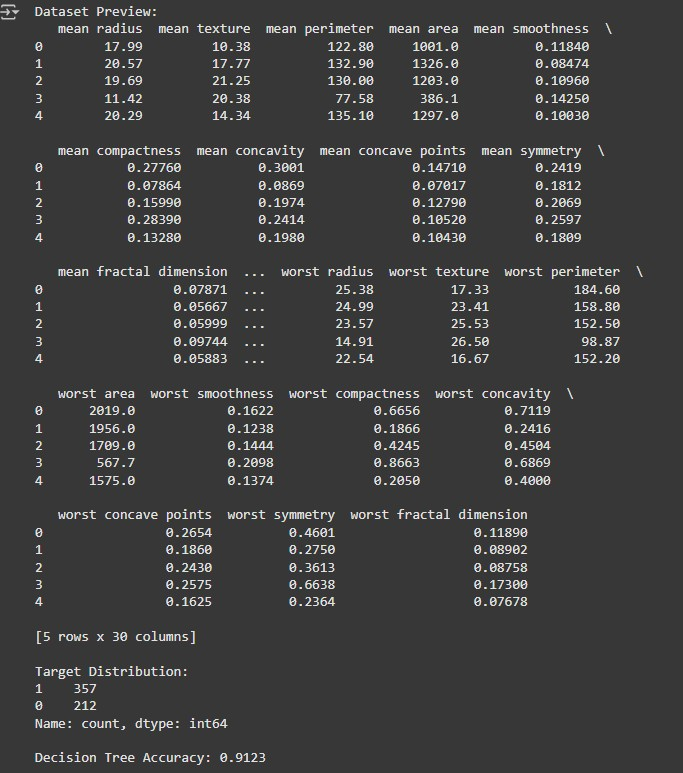 Dataset Preview:
   mean radius  mean texture  mean perimeter  mean area  mean smoothness  \
0        17.99         10.38          122.80     1001.0          0.11840
1        20.57         17.77          132.90     1326.0          0.08474
2        19.69         21.25          130.00     1203.0          0.10960
3        11.42         20.38           77.58      386.1          0.14250
4        20.29         14.34          135.10     1297.0          0.10030
   mean compactness  mean concavity  mean concave points  mean symmetry  \
0           0.27760          0.3001              0.14710         0.2419
1           0.07864          0.0869              0.07017         0.1812
2           0.15990          0.1974              0.12790         0.2069
3           0.28390          0.2414              0.10520         0.2597
4           0.13280          0.1980              0.10430         0.1809
   mean fractal dimension  ...  worst radius  worst texture  worst perimeter  \
0                 0.07871  ...         25.38          17.33           184.60
1                 0.05667  ...         24.99          23.41           158.80
2                 0.05999  ...         23.57          25.53           152.50
3                 0.09744  ...         14.91          26.50            98.87
4                 0.05883  ...         22.54          16.67           152.20
   worst area  worst smoothness  worst compactness  worst concavity  \
0      2019.0            0.1622             0.6656           0.7119
1      1956.0            0.1238             0.1866           0.2416
2      1709.0            0.1444             0.4245           0.4504
3       567.7            0.2098             0.8663           0.6869
4      1575.0            0.1374             0.2050           0.4000
   worst concave points  worst symmetry  worst fractal dimension
0                0.2654          0.4601                  0.11890
1                0.1860          0.2750                  0.08902
2                0.2430          0.3613                  0.08758
3                0.2575          0.6638                  0.17300
4                0.1625          0.2364                  0.07678
[5 rows x 30 columns]
Target Distribution:
1    357
0    212
Name: count, dtype: int64
Decision Tree Accuracy: 0.9123